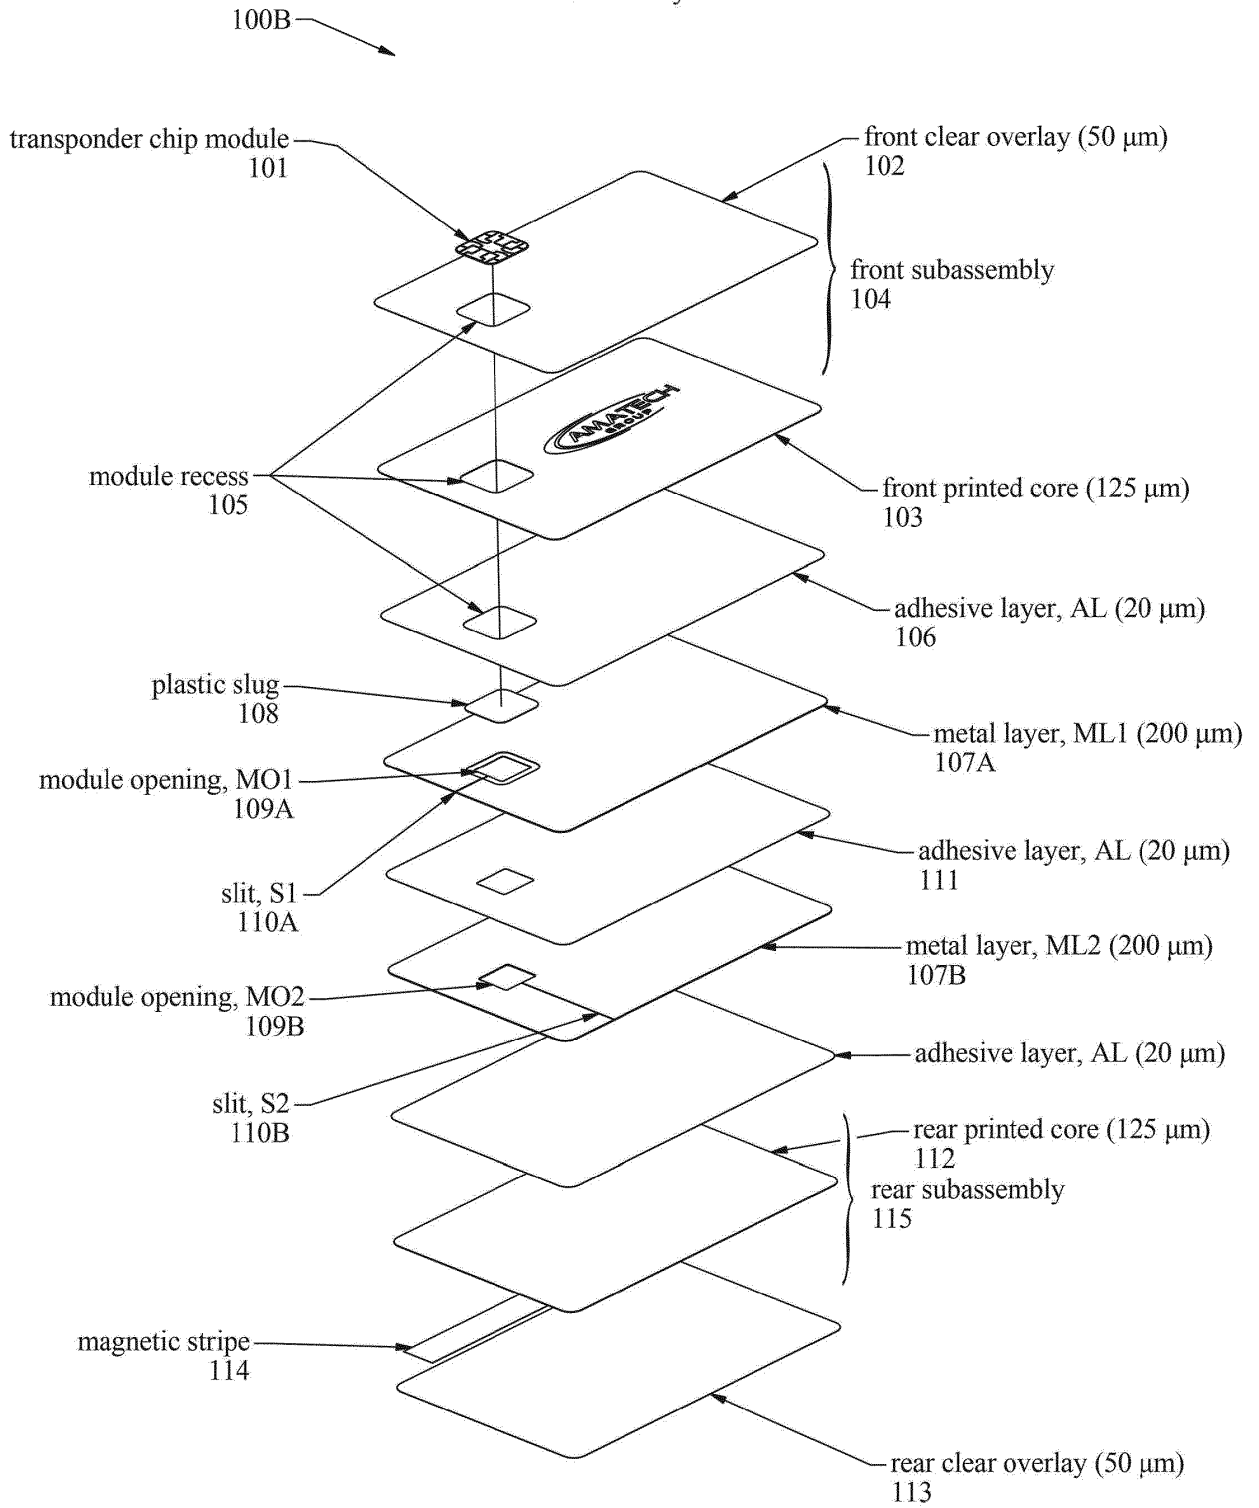 100B
transponder chip module
101
front clear overlay (50 µm)
102
front subassembly
104
AMATECH
GROUP
module recess
105
front printed core (125 µm)
103
adhesive layer, AL (20 µm)
106
plastic slug
108
metal layer, ML1 (200 µm)
107A
module opening, MO1
109A
adhesive layer, AL (20 µm)
111
slit, S1
110A
metal layer, ML2 (200 µm)
107B
module opening, MO2
109B
adhesive layer, AL (20 µm)
slit, S2
110B
rear printed core (125 µm)
112
rear subassembly
115
magnetic stripe
114
rear clear overlay (50 µm)
113